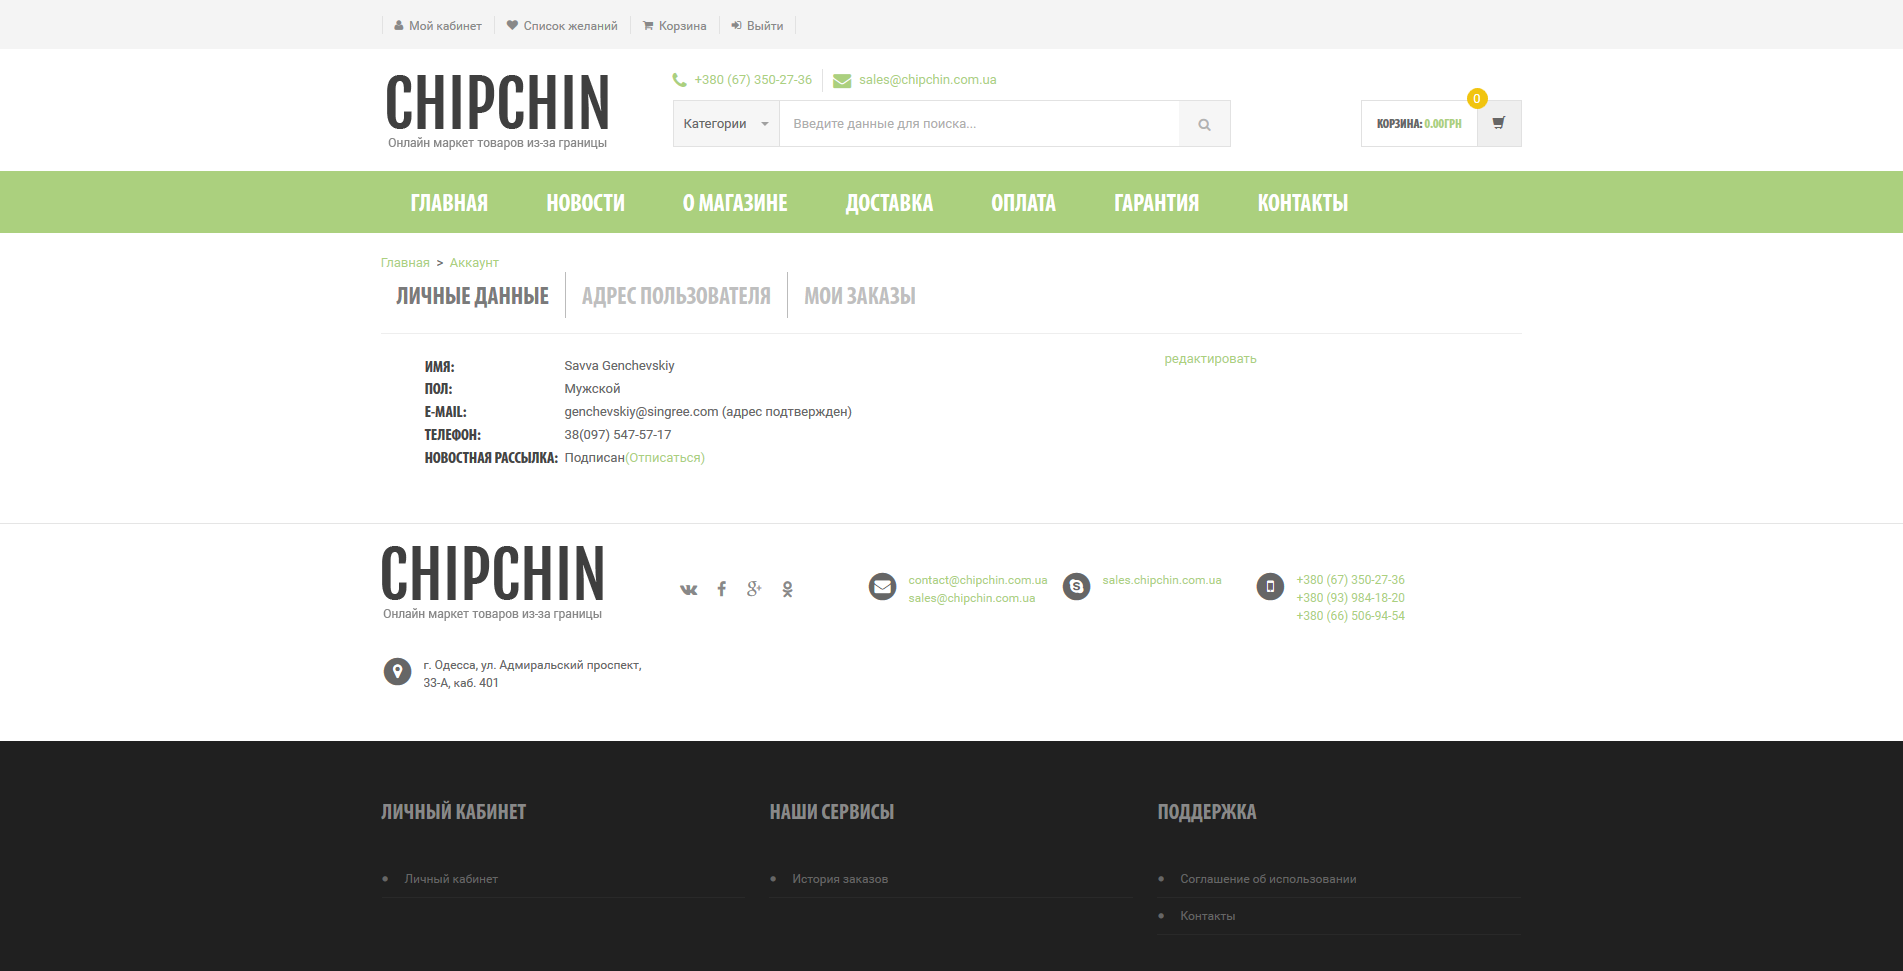 Мой кабинет Список желаний Корзина Выйти
CHIPCHIN
Онлайн маркет товаров из-за границы
+380 (67) 350-27-36 sales@chipchin.com.ua
Категории Введите данные для поиска...
0
КОРЗИНА: 0.00ГРН
ГЛАВНАЯ НОВОСТИ О МАГАЗИНЕ ДОСТАВКА ОПЛАТА ГАРАНТИЯ КОНТАКТЫ
Главная > Аккаунт
ЛИЧНЫЕ ДАННЫЕ АДРЕС ПОЛЬЗОВАТЕЛЯ МОИ ЗАКАЗЫ
редактировать
ИМЯ: Savva Genchevskiy
ПОЛ: Мужской
E-MAIL: genchevskiy@singree.com (адрес подтвержден)
ТЕЛЕФОН: 38(097) 547-57-17
НОВОСТНАЯ РАССЫЛКА: Подписан(Отписаться)
CHIPCHIN
Онлайн маркет товаров из-за границы
contact@chipchin.com.ua
sales@chipchin.com.ua
sales.chipchin.com.ua
+380 (67) 350-27-36
+380 (93) 984-18-20
+380 (66) 506-94-54
г. Одесса, ул. Адмиральский проспект,
33-А, каб. 401
ЛИЧНЫЙ КАБИНЕТ
Личный кабинет
НАШИ СЕРВИСЫ
История заказов
ПОДДЕРЖКА
Соглашение об использовании
Контакты